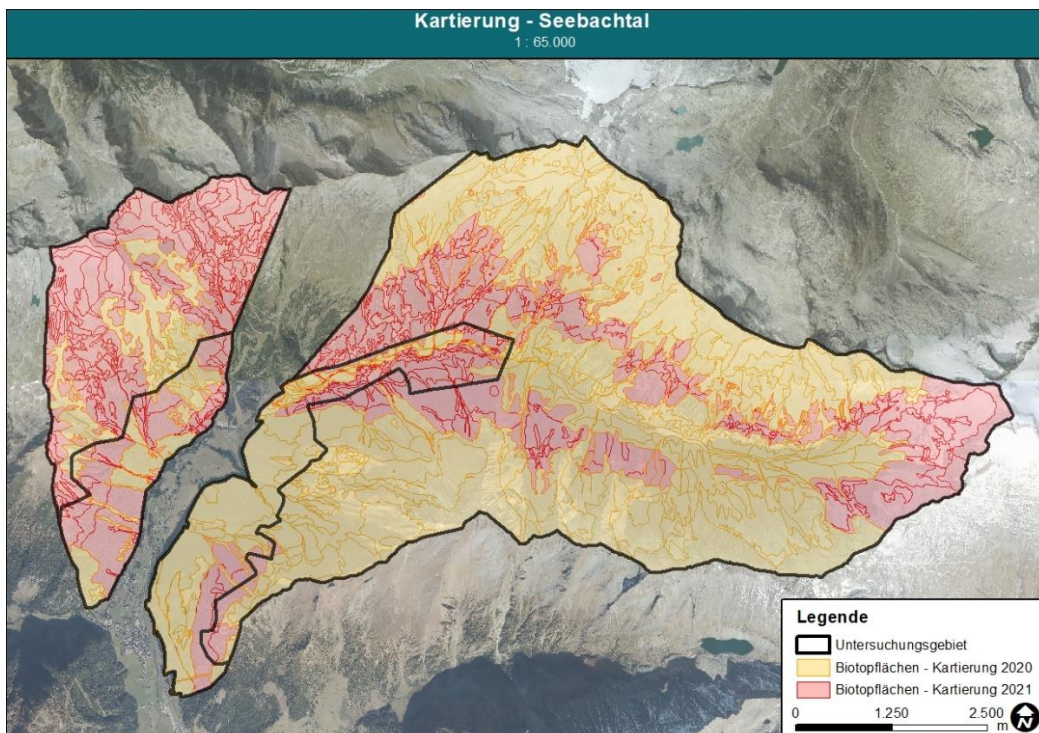 Kartierung - Seebachtal
1 : 65.000
Legende
Untersuchungsgebiet
Biotopflächen - Kartierung 2020
Biotopflächen - Kartierung 2021
0 1.250 2.500
m
N